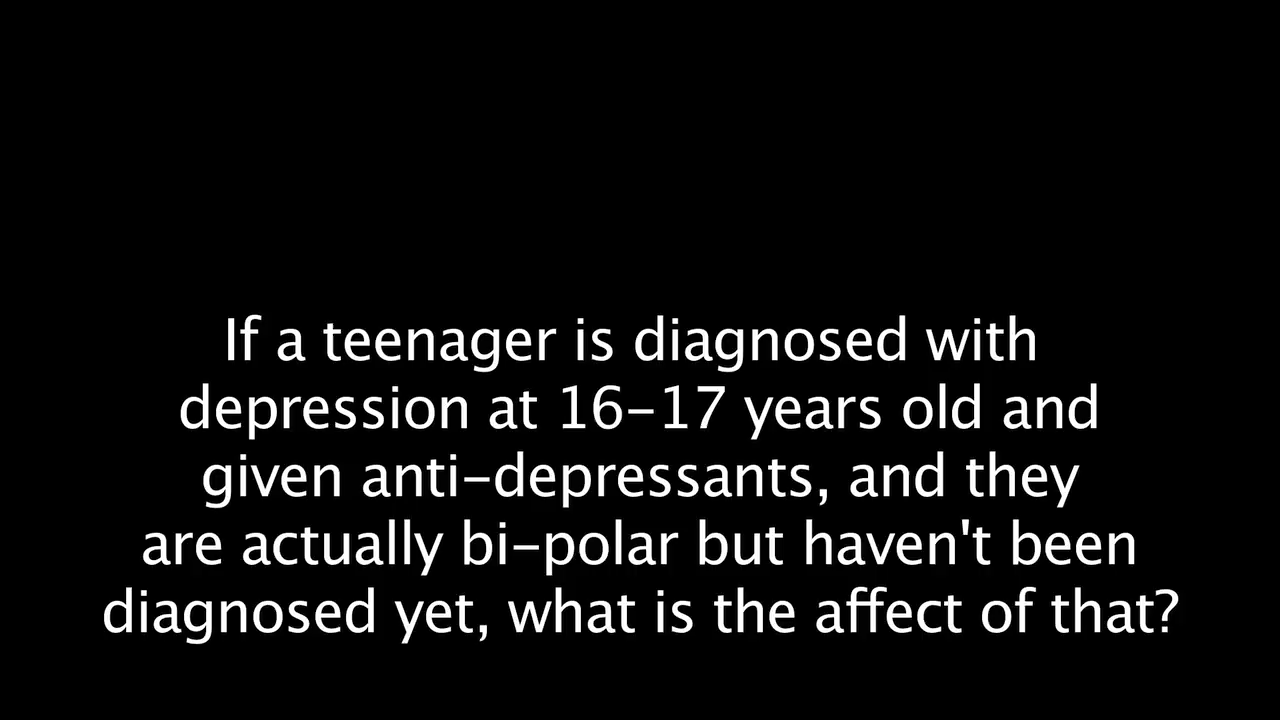 If a teenager is diagnosed with
depression at 16-17 years old and
given anti-depressants, and they
are actually bi-polar but haven't been
diagnosed yet, what is the affect of that?